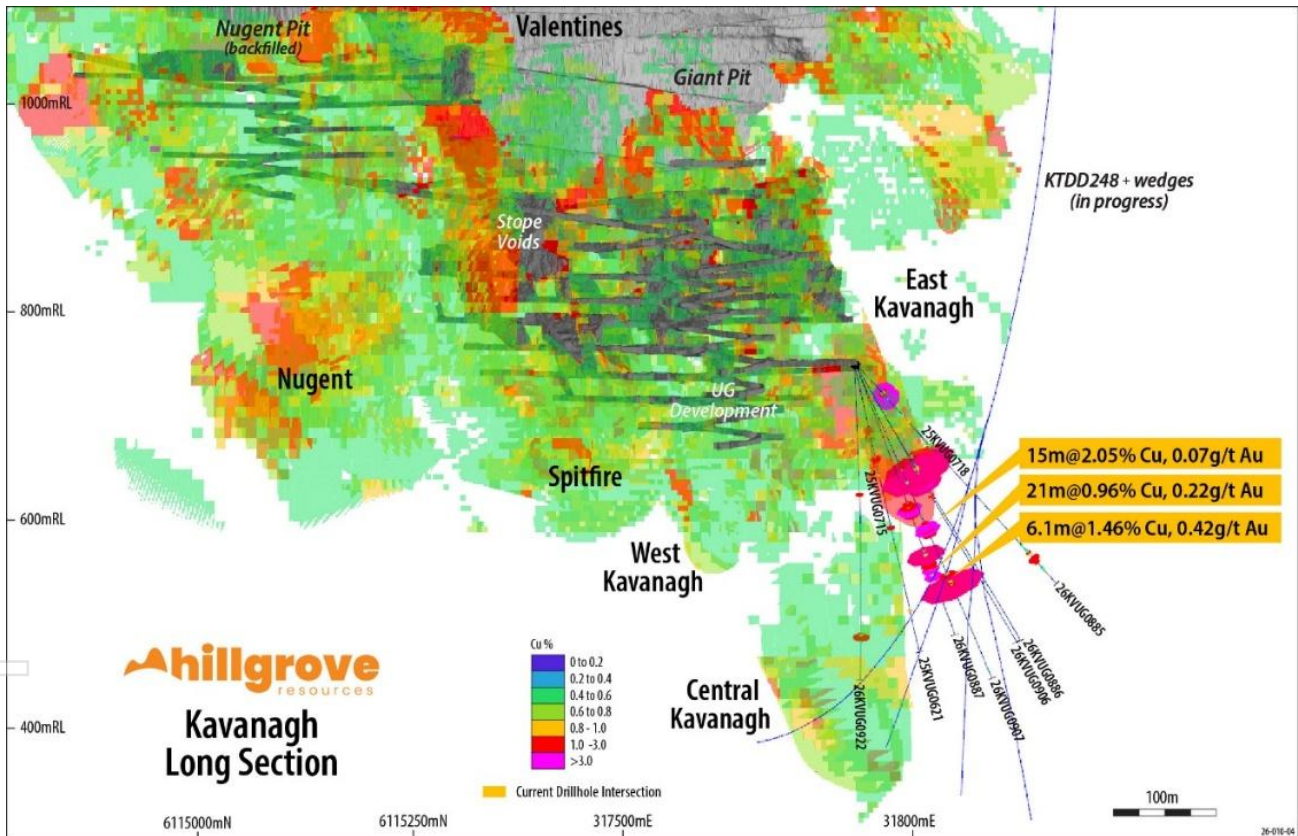 Nugent Pit
(backfilled)
Valentines
Giant Pit
1000mRL
KTDD248 + wedges
(in progress)
Stope
Voids
East
Kavanagh
800mRL
Nugent
UG
Development
25KVUG0718
15m@2.05% Cu, 0.07g/t Au
Spitfire
25KVUG0715
21m@0.96% Cu, 0.22g/t Au
600mRL
6.1m@1.46% Cu, 0.42g/t Au
West
Kavanagh
26KVUG0885
hillgrove
resources
Cu %
0 to 0.2
0.2 to 0.4
0.4 to 0.6
0.6 to 0.8
0.8 - 1.0
1.0 -3.0
>3.0
26KVUG0886
26KVUG0906
26KVUG0887
26KVUG0907
25KVUG0621
26KVUG0922
Central
Kavanagh
400mRL
Kavanagh
Long Section
Current Drillhole Intersection
100m
6115000mN
6115250mN
317500mE
31800mE
26-010-04